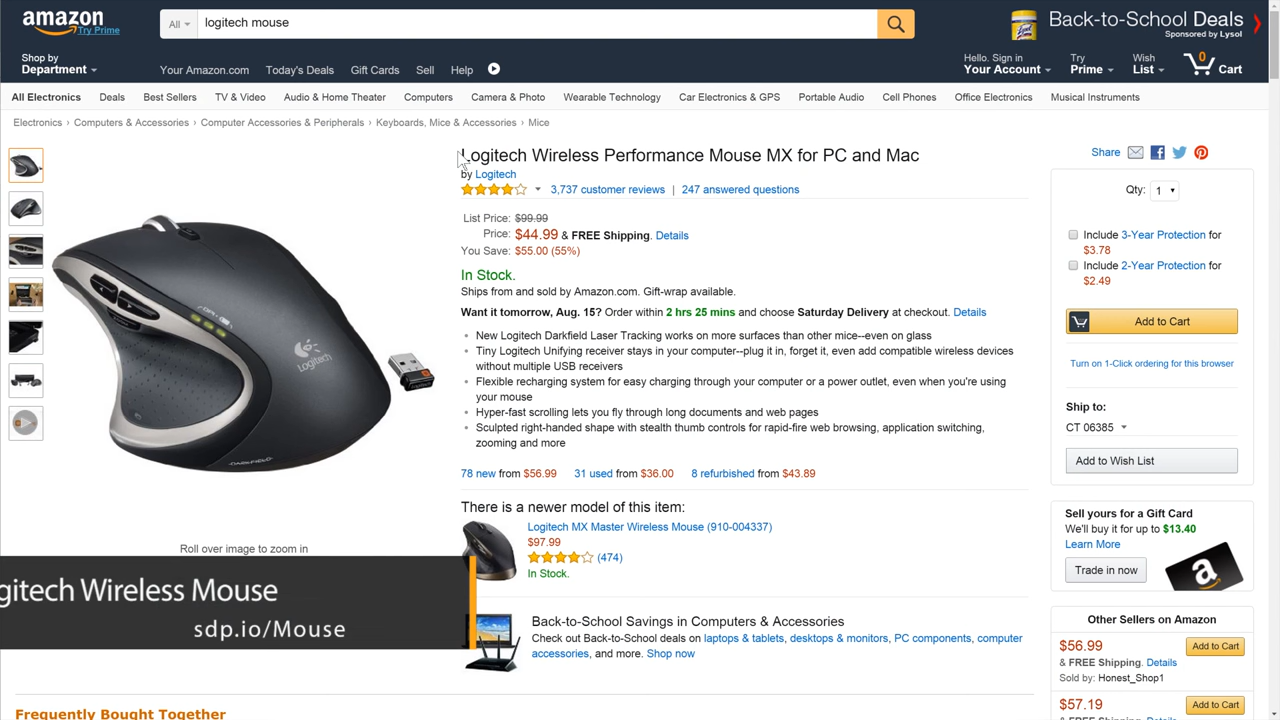 amazon
Try Prime
All
logitech mouse
Back-to-School Deals
Sponsored by Lysol
Shop by
Department
Your Amazon.com
Today's Deals
Gift Cards
Sell
Help
Hello. Sign in
Your Account
Try
Prime
Wish
List
0
Cart
All Electronics
Deals
Best Sellers
TV & Video
Audio & Home Theater
Computers
Camera & Photo
Wearable Technology
Car Electronics & GPS
Portable Audio
Cell Phones
Office Electronics
Musical Instruments
Electronics › Computers & Accessories › Computer Accessories & Peripherals › Keyboards, Mice & Accessories › Mice
Logitech Wireless Performance Mouse MX for PC and Mac
by Logitech
3,737 customer reviews | 247 answered questions
List Price: $99.99
Price: $44.99 & FREE Shipping. Details
You Save: $55.00 (55%)
In Stock.
Ships from and sold by Amazon.com. Gift-wrap available.
Want it tomorrow, Aug. 15? Order within 2 hrs 25 mins and choose Saturday Delivery at checkout. Details
• New Logitech Darkfield Laser Tracking works on more surfaces than other mice--even on glass
• Tiny Logitech Unifying receiver stays in your computer--plug it in, forget it, even add compatible wireless devices
without multiple USB receivers
• Flexible recharging system for easy charging through your computer or a power outlet, even when you're using
your mouse
• Hyper-fast scrolling lets you fly through long documents and web pages
• Sculpted right-handed shape with stealth thumb controls for rapid-fire web browsing, application switching,
zooming and more
78 new from $56.99
31 used from $36.00
8 refurbished from $43.89
There is a newer model of this item:
Logitech MX Master Wireless Mouse (910-004337)
$97.99
(474)
In Stock.
Back-to-School Savings in Computers & Accessories
Check out Back-to-School deals on laptops & tablets, desktops & monitors, PC components, computer
accessories, and more. Shop now
Logitech
DARKFIELD
Roll over image to zoom in
gitech Wireless Mouse
sdp.io/Mouse
Frequently Bought Together
Share
Qty: 1
Include 3-Year Protection for
$3.78
Include 2-Year Protection for
$2.49
Add to Cart
Turn on 1-Click ordering for this browser
Ship to:
CT 06385
Add to Wish List
Sell yours for a Gift Card
We'll buy it for up to $13.40
Learn More
Trade in now
a
Other Sellers on Amazon
$56.99
Add to Cart
& FREE Shipping. Details
Sold by: Honest_Shop1
$57.19
Add to Cart